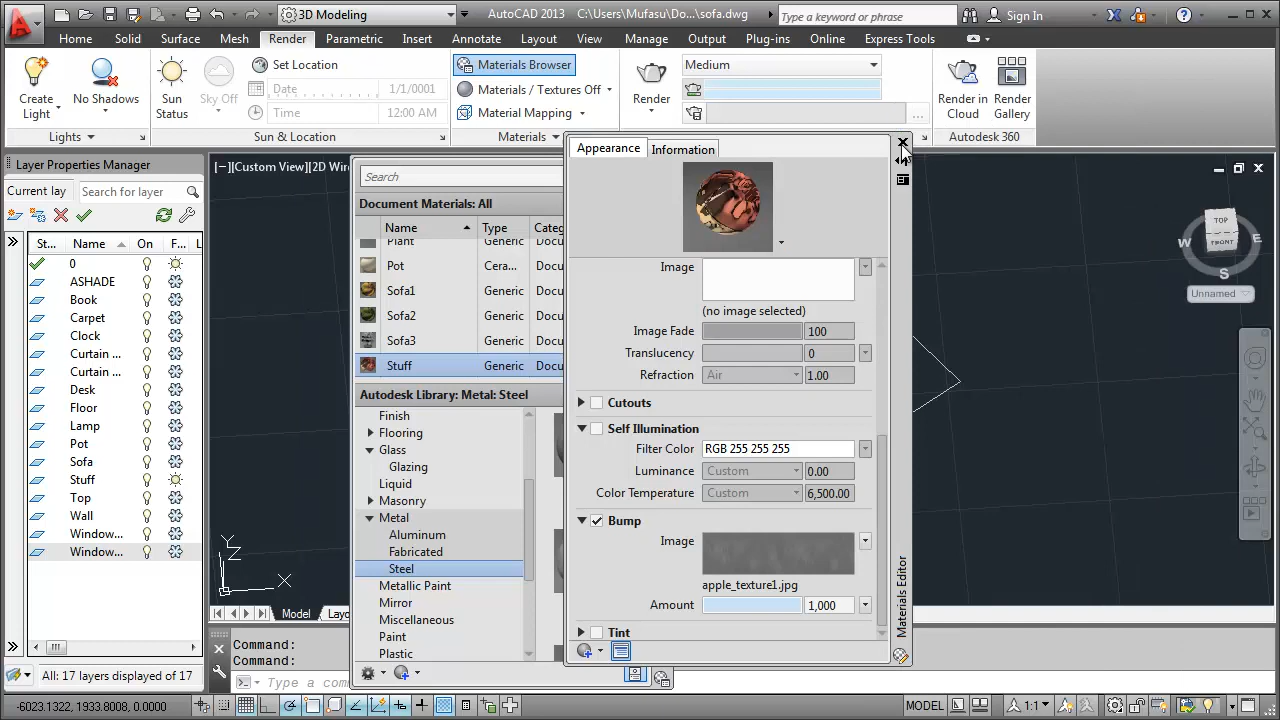 3D Modeling AutoCAD 2013 C:\Users\Mufasu\Do...\sofa.dwg Type a keyword or phrase Sign In
Home Solid Surface Mesh Render Parametric Insert Annotate Layout View Manage Output Plug-ins Online Express Tools
Create Light
No Shadows
Lights
Sun Status
Sky Off
Set Location
Date 1/1/0001
Time 12:00 AM
Sun & Location
Materials Browser
Materials / Textures Off
Material Mapping
Materials
Render
Medium
...
Render in Cloud
Render Gallery
Autodesk 360
Layer Properties Manager
Current lay Search for layer
St... Name On F... L
0
ASHADE
Book
Carpet
Clock
Curtain ...
Curtain ...
Desk
Floor
Lamp
Pot
Sofa
Stuff
Top
Wall
Window...
Window...
All: 17 layers displayed of 17
[−][Custom View][2D Wire
Search
Document Materials: All
Name Type Categ
Plant Generic Docu
Pot Cera... Docu
Sofa1 Generic Docu
Sofa2 Generic Docu
Sofa3 Generic Docu
Stuff Generic Docu
Autodesk Library: Metal: Steel
Finish
Flooring
Glass
Glazing
Liquid
Masonry
Metal
Aluminum
Fabricated
Steel
Metallic Paint
Mirror
Miscellaneous
Paint
Plastic
Appearance Information
Image
(no image selected)
Image Fade 100
Translucency 0
Refraction Air 1.00
Cutouts
Self Illumination
Filter Color RGB 255 255 255
Luminance Custom 0.00
Color Temperature Custom 6,500.00
Bump
Image
apple_texture1.jpg
Amount 1,000
Tint
Materials Editor
TOP
FRONT
W E
S
Unnamed
Y
Z
X
Model Layo
Command:
Command:
Type a comm
-6023.1322, 1933.8008, 0.0000 MODEL 1:1